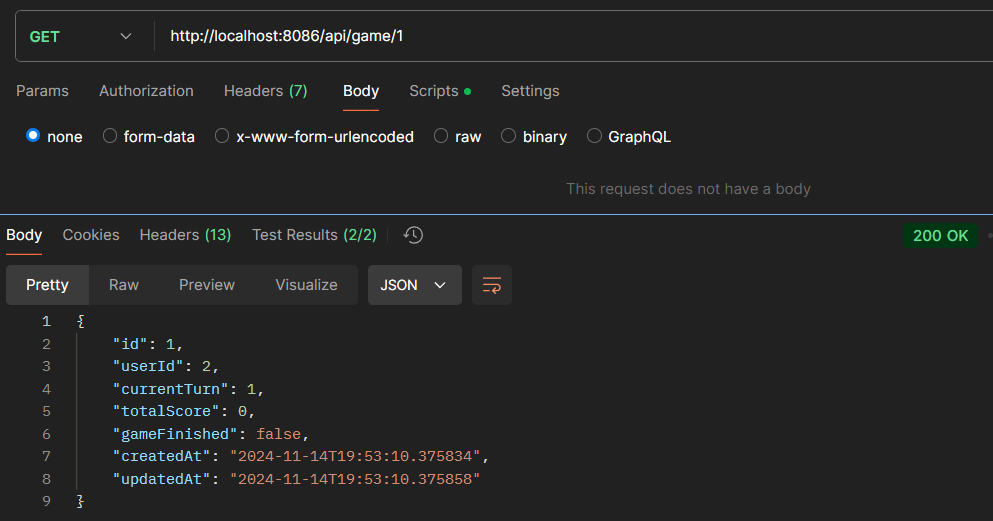 GET http://localhost:8086/api/game/1
Params Authorization Headers (7) Body Scripts Settings
none form-data x-www-form-urlencoded raw binary GraphQL
This request does not have a body
Body Cookies Headers (13) Test Results (2/2) 200 OK
Pretty Raw Preview Visualize JSON
1 {
2 "id": 1,
3 "userId": 2,
4 "currentTurn": 1,
5 "totalScore": 0,
6 "gameFinished": false,
7 "createdAt": "2024-11-14T19:53:10.375834",
8 "updatedAt": "2024-11-14T19:53:10.375858"
9 }